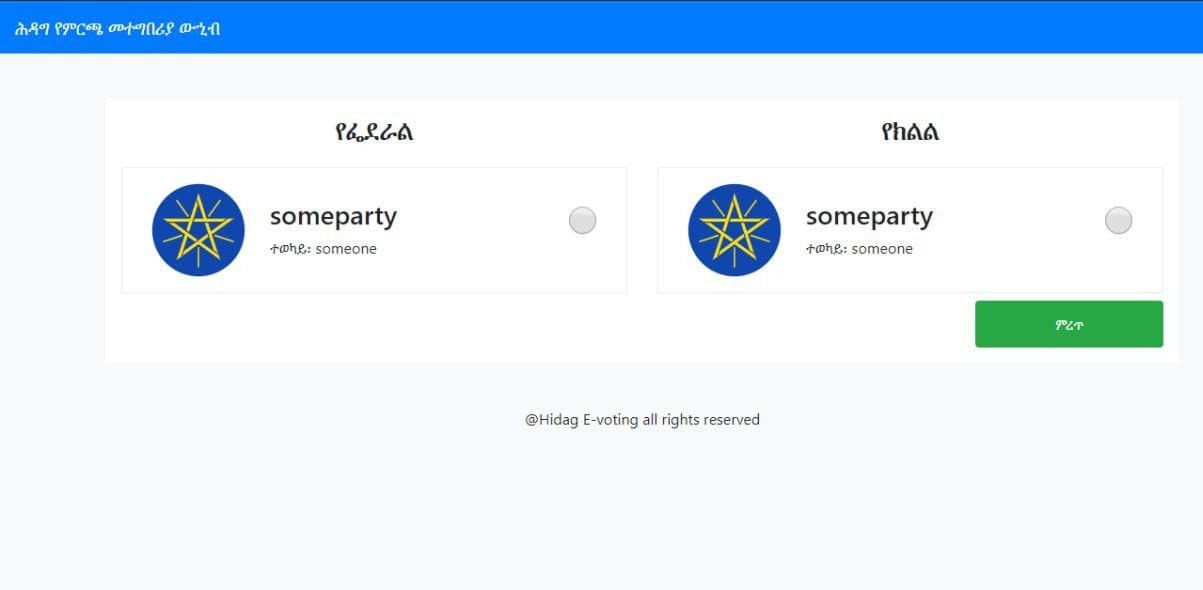 ሕዳግ የምርጫ መተግበሪያ ውኂብ
የፌደራል
someparty
ተወካይ፡ someone
የክልል
someparty
ተወካይ፡ someone
ምረጥ
@Hidag E-voting all rights reserved